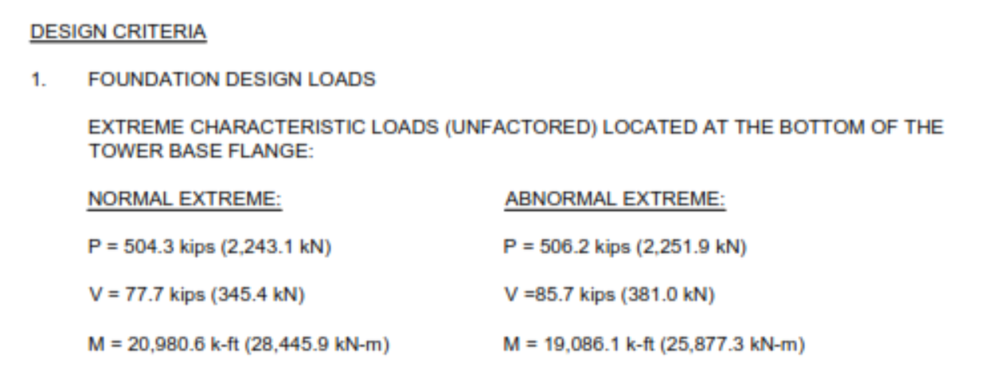 DESIGN CRITERIA
1. FOUNDATION DESIGN LOADS
EXTREME CHARACTERISTIC LOADS (UNFACTORED) LOCATED AT THE BOTTOM OF THE
TOWER BASE FLANGE:
NORMAL EXTREME: ABNORMAL EXTREME:
P = 504.3 kips (2,243.1 kN) P = 506.2 kips (2,251.9 kN)
V = 77.7 kips (345.4 kN) V =85.7 kips (381.0 kN)
M = 20,980.6 k-ft (28,445.9 kN-m) M = 19,086.1 k-ft (25,877.3 kN-m)